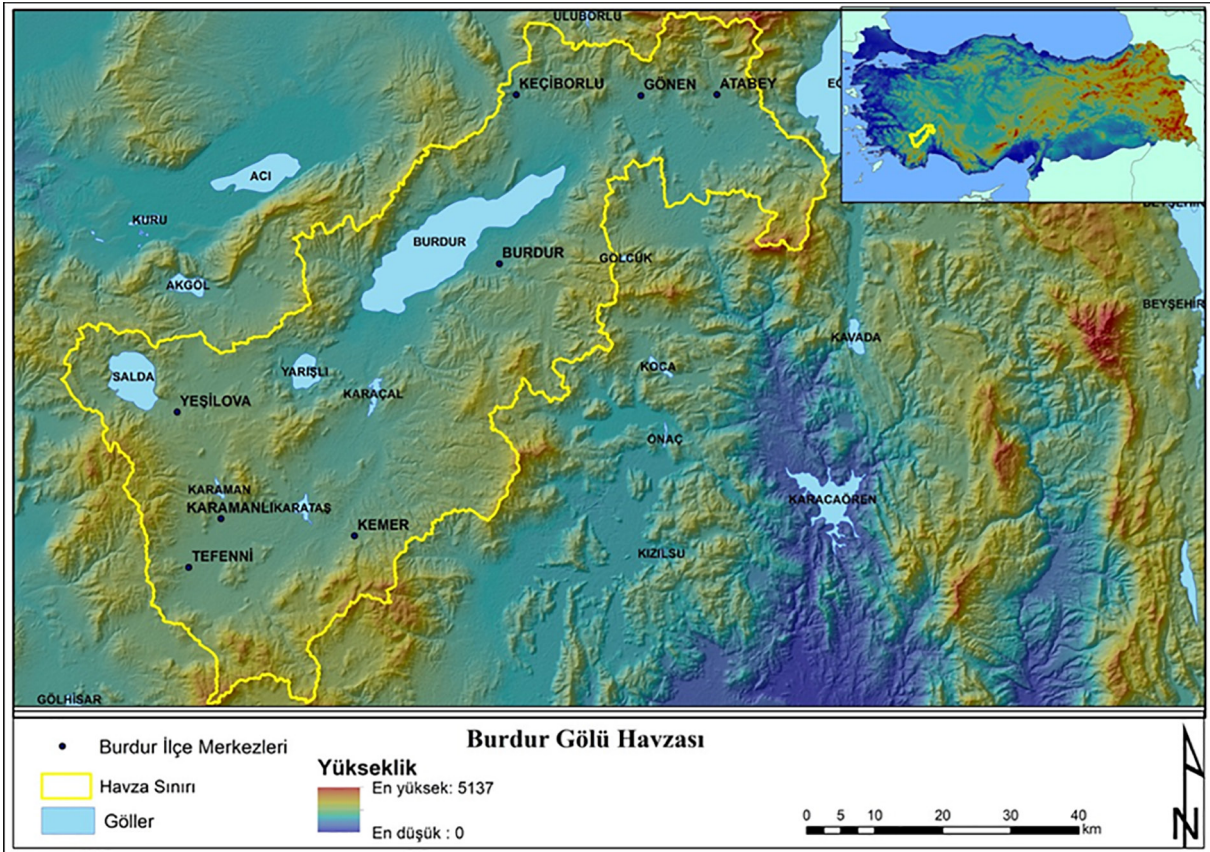 ULUBORLU
KEÇİBORLU
GÖNEN
ATABEY
ACI
KURU
BURDUR
BURDUR
GÖLCÜK
AKGÖL
BEYŞEHİR
KAVADA
SALDA
YARIŞLI
KOCA
YEŞİLOVA
KARAÇAL
ONAÇ
KARAMAN
KARAMANLI
KARATAŞ
KARACAÖREN
KEMER
TEFENNİ
KIZILSU
GÖLHİSAR
Burdur Gölü Havzası
Burdur İlçe Merkezleri
Havza Sınırı
Göller
Yükseklik
En yüksek: 5137
En düşük : 0
0 5 10 20 30 40
km
N